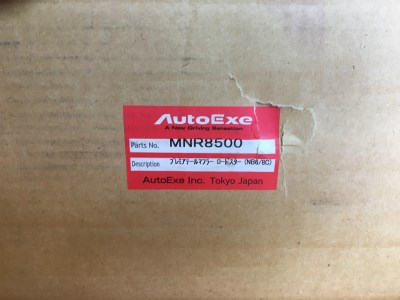 AutoExe
A New Driving Sensation
Parts No. MNR8500
Description プレミアテールマフラー ロードスター (NB6/8C)
AutoExe Inc. Tokyo Japan